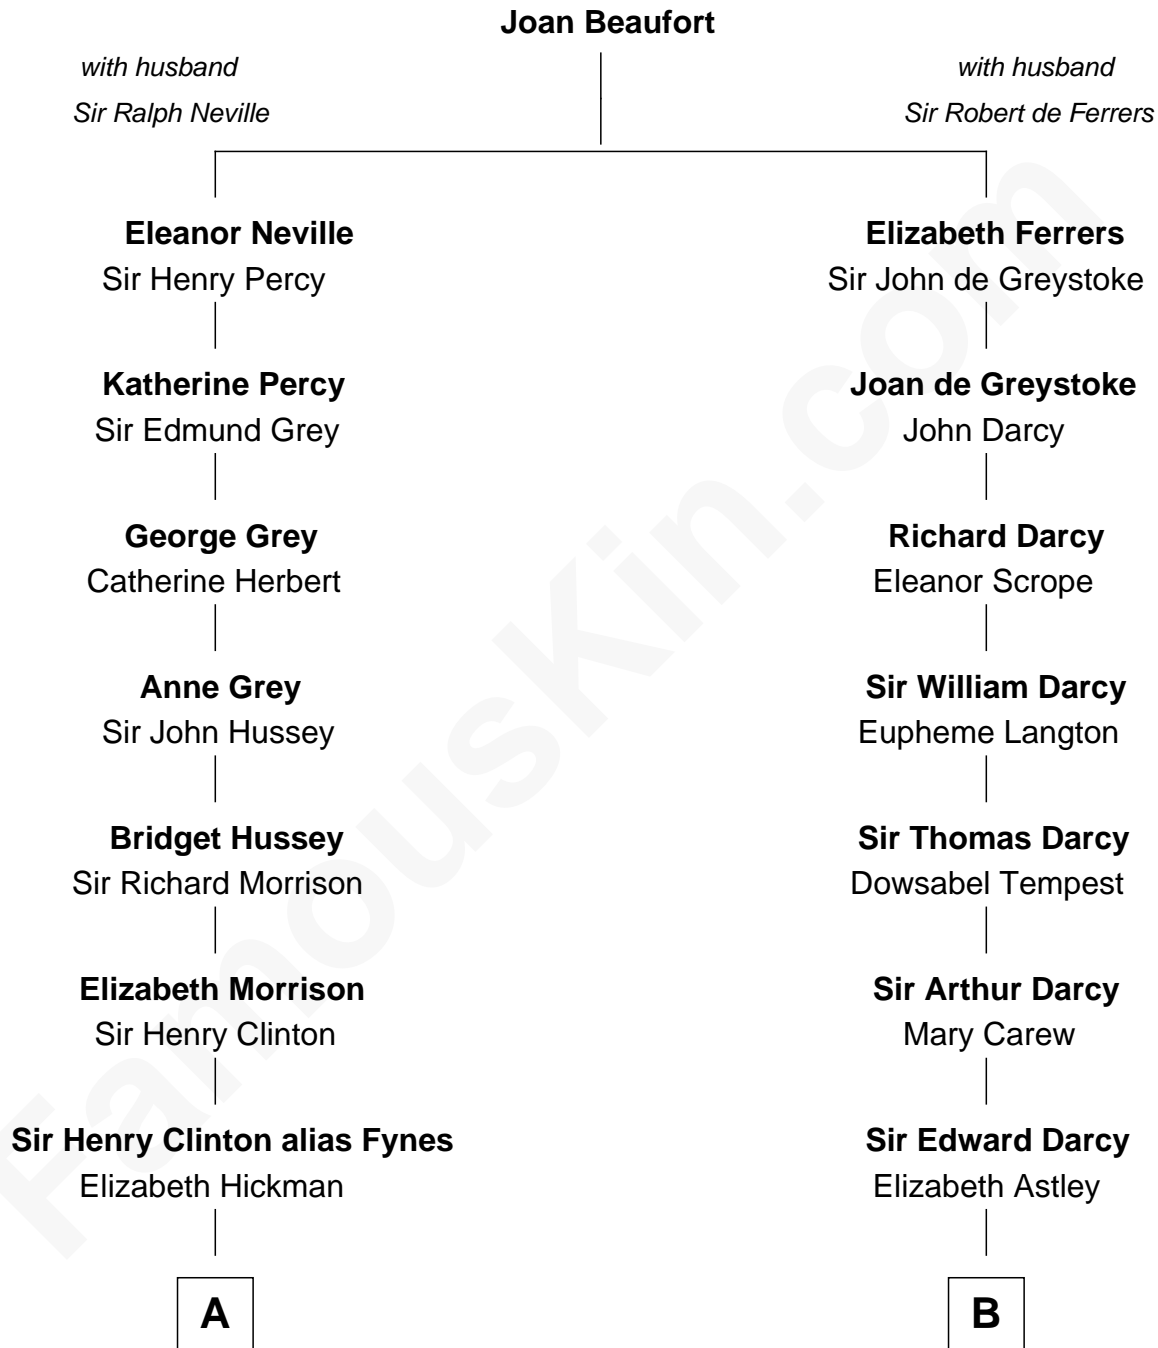 Joan Beaufort
with husband
Sir Ralph Neville
with husband
Sir Robert de Ferrers
Eleanor Neville
Sir Henry Percy
Elizabeth Ferrers
Sir John de Greystoke
Katherine Percy
Sir Edmund Grey
Joan de Greystoke
John Darcy
George Grey
Catherine Herbert
Richard Darcy
Eleanor Scrope
Anne Grey
Sir John Hussey
Sir William Darcy
Eupheme Langton
Bridget Hussey
Sir Richard Morrison
Sir Thomas Darcy
Dowsabel Tempest
Elizabeth Morrison
Sir Henry Clinton
Sir Arthur Darcy
Mary Carew
Sir Henry Clinton alias Fynes
Elizabeth Hickman
Sir Edward Darcy
Elizabeth Astley
A
B
FamousKin.com